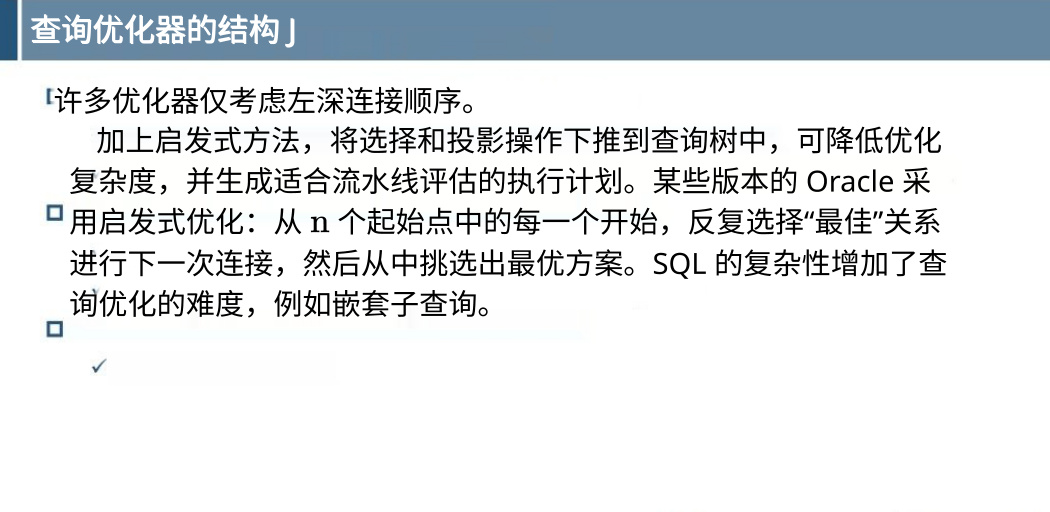 查询优化器的结构 J
许多优化器仅考虑左深连接顺序。
加上启发式方法，将选择和投影操作下推到查询树中，可降低优化
复杂度，并生成适合流水线评估的执行计划。某些版本的 Oracle 采
用启发式优化：从 n 个起始点中的每一个开始，反复选择“最佳”关系
进行下一次连接，然后从中挑选出最优方案。SQL 的复杂性增加了查
询优化的难度，例如嵌套子查询。